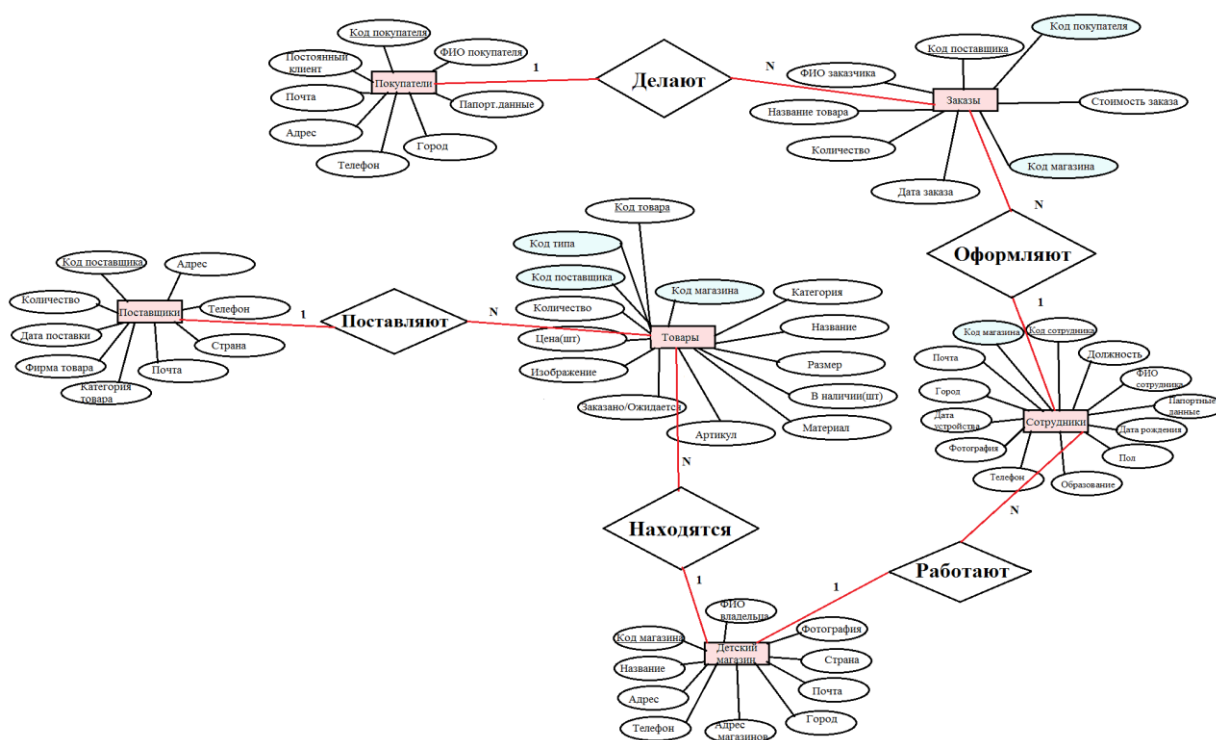 Код покупателя
Постоянный
клиент
ФИО покупателя
Покупатели
Почта
Папорт.данные
Адрес
Город
Телефон
1
Делают
N
Код покупателя
Код поставщика
ФИО заказчика
Заказы
Стоимость заказа
Название товара
Количество
Код магазина
Дата заказа
N
Оформляют
1
Код поставщика
Адрес
Количество
Поставщики
Телефон
Дата поставки
Страна
Фирма товара
Почта
Категория
товара
1
Поставляют
N
Код товара
Код типа
Код поставщика
Код магазина
Категория
Количество
Название
Цена(шт)
Товары
Изображение
Размер
В наличии(шт)
Заказано/Ожидается
Материал
Артикул
N
Находятся
1
Код магазина
Код сотрудника
Почта
Должность
ФИО
сотрудника
Город
Папортные
данные
Дата
устройства
Сотрудники
Дата рождения
Фотография
Пол
Телефон
Образование
N
Работают
1
ФИО
владельца
Код магазина
Фотография
Детский
магазин
Название
Страна
Адрес
Почта
Телефон
Адрес
магазинов
Город